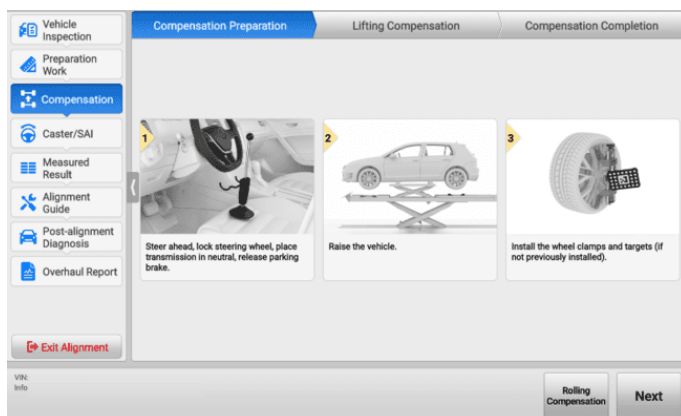 Vehicle
Inspection
Preparation
Work
Compensation
Caster/SAI
Measured
Result
Alignment
Guide
Post-alignment
Diagnosis
Overhaul Report
Exit Alignment
Compensation Preparation
Lifting Compensation
Compensation Completion
1
Steer ahead, lock steering wheel, place
transmission in neutral, release parking
brake.
2
Raise the vehicle.
3
Install the wheel clamps and targets (if
not previously installed).
VIN:
Info
Rolling
Compensation
Next